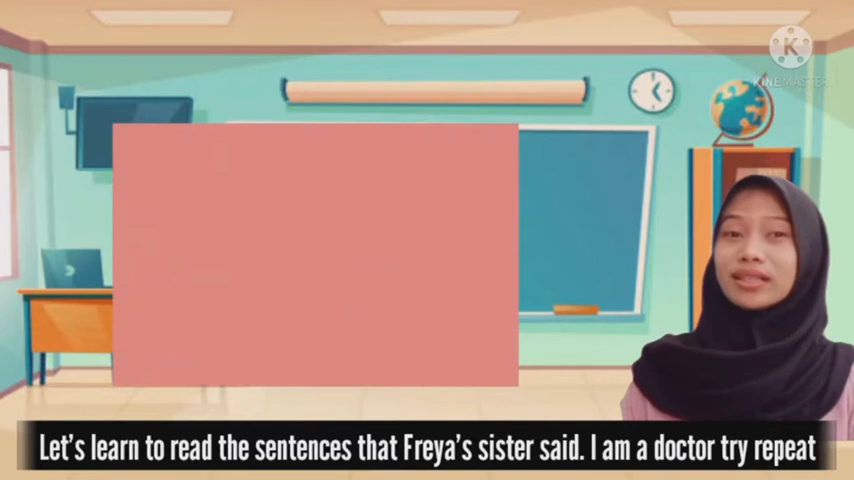 K
KINEMASTER
Let's learn to read the sentences that Freya's sister said. I am a doctor try repeat